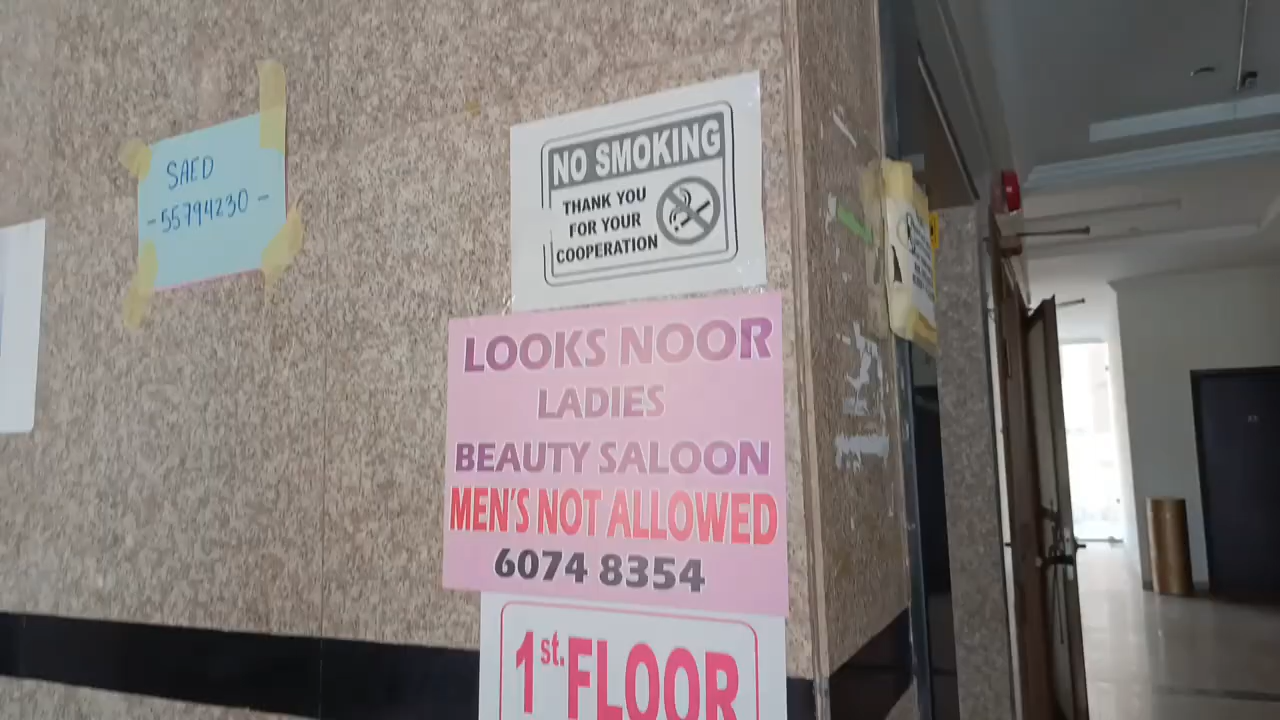 SAED
-55794230-
NO SMOKING
THANK YOU
FOR YOUR
COOPERATION
LOOKS NOOR
LADIES
BEAUTY SALOON
MEN'S NOT ALLOWED
6074 8354
1st. FLOOR